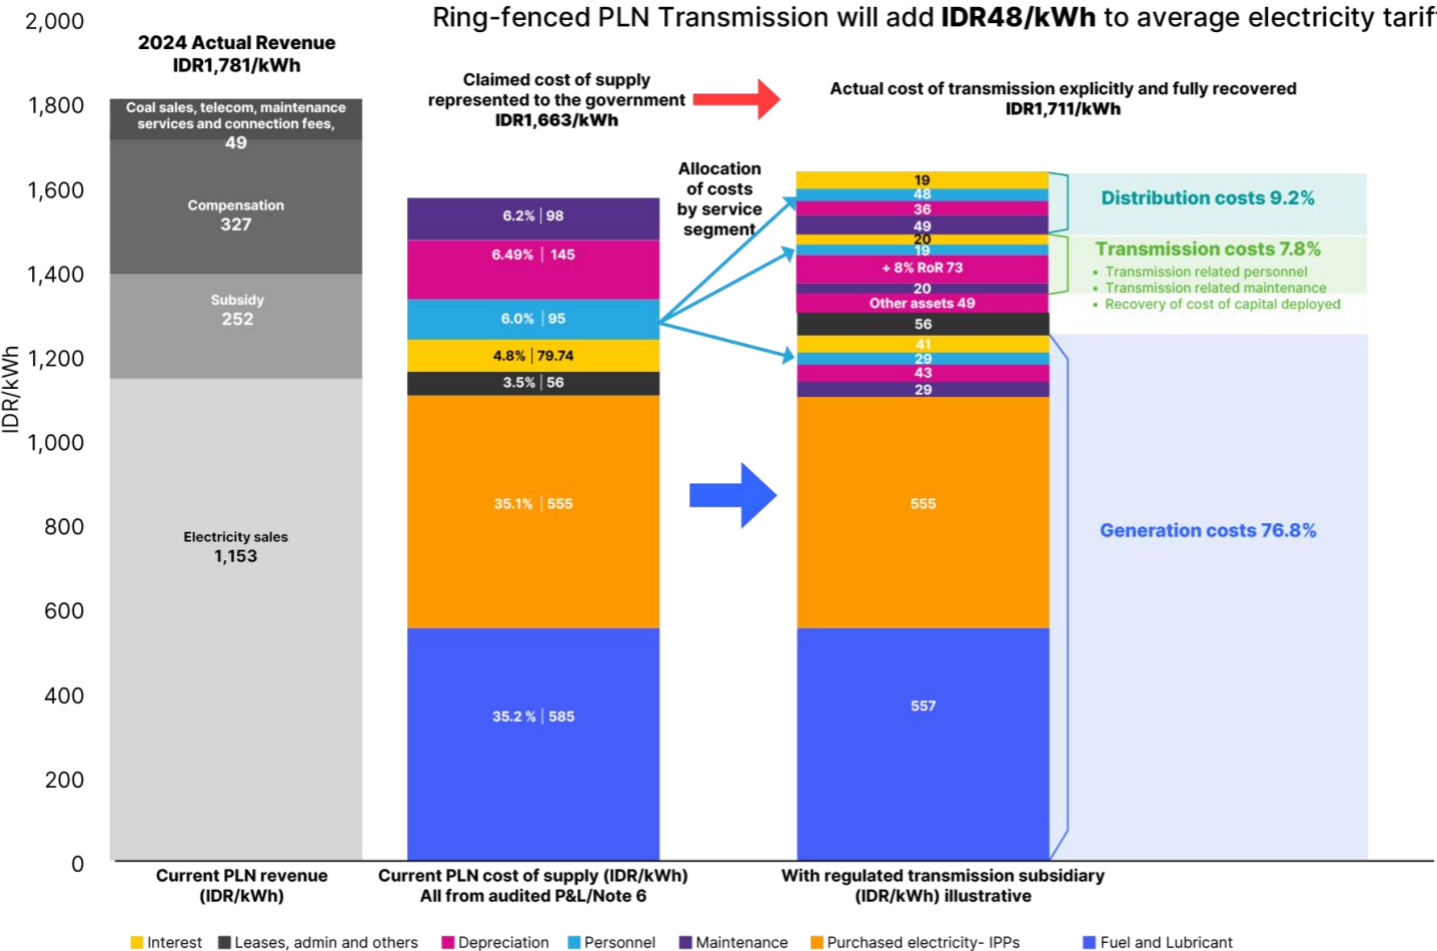 Ring-fenced PLN Transmission will add IDR48/kWh to average electricity tarif
2,000
1,800
1,600
1,400
1,200
1,000
800
600
400
200
0
IDR/kWh
2024 Actual Revenue
IDR1,781/kWh
Coal sales, telecom, maintenance
services and connection fees,
49
Compensation
327
Subsidy
252
Electricity sales
1,153
Current PLN revenue
(IDR/kWh)
Claimed cost of supply
represented to the government
IDR1,663/kWh
6.2% | 98
6.49% | 145
6.0% | 95
4.8% | 79.74
3.5% | 56
35.1% | 555
35.2 % | 585
Current PLN cost of supply (IDR/kWh)
All from audited P&L/Note 6
Allocation
of costs
by service
segment
Actual cost of transmission explicitly and fully recovered
IDR1,711/kWh
19
48
36
49
20
19
+ 8% RoR 73
20
Other assets 49
56
41
29
43
29
555
557
With regulated transmission subsidiary
(IDR/kWh) illustrative
Distribution costs 9.2%
Transmission costs 7.8%
• Transmission related personnel
• Transmission related maintenance
• Recovery of cost of capital deployed
Generation costs 76.8%
Interest
Leases, admin and others
Depreciation
Personnel
Maintenance
Purchased electricity- IPPs
Fuel and Lubricant